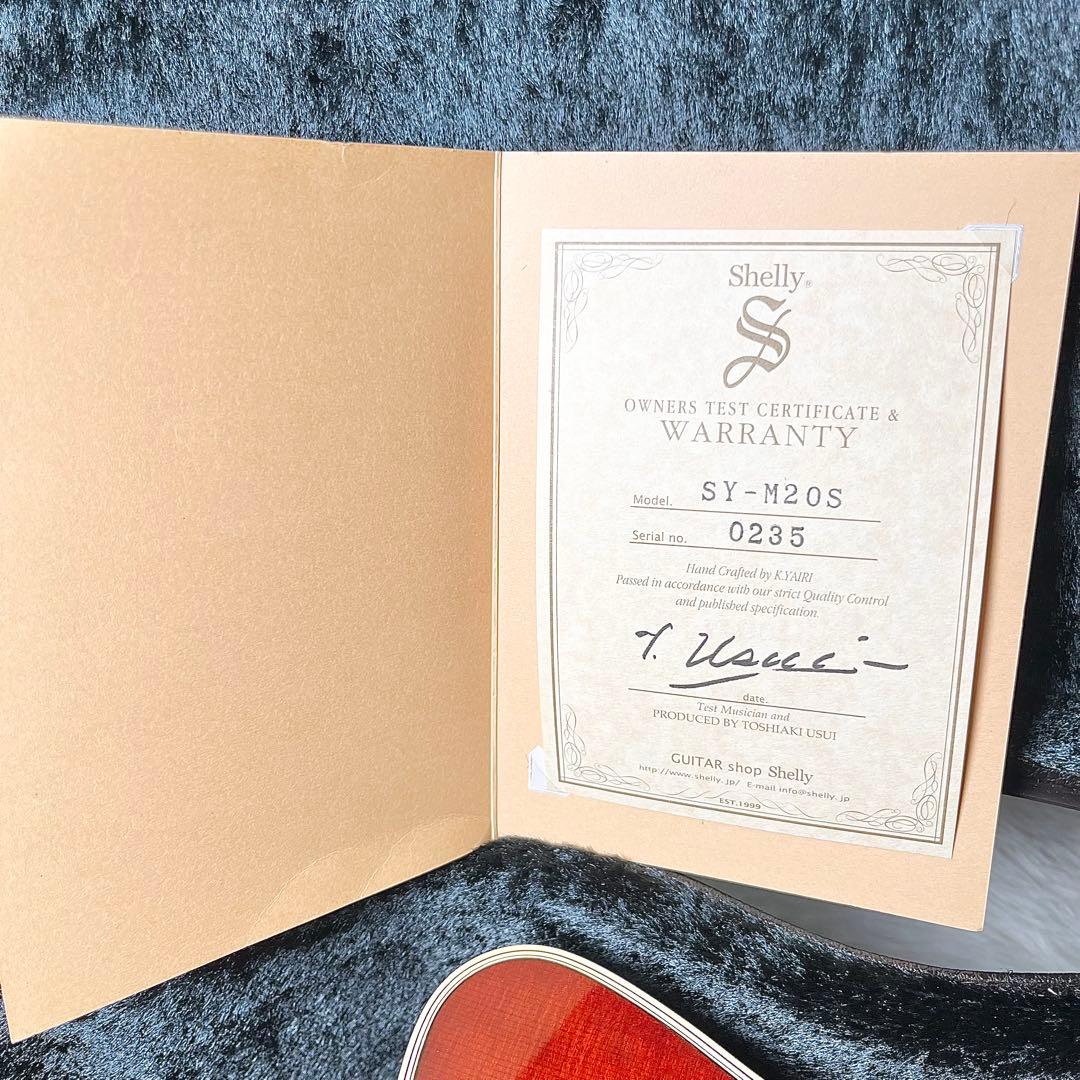 Shelly®
S
OWNERS TEST CERTIFICATE &
WARRANTY
Model. SY-M20S
Serial no. 0235
Hand Crafted by K.YAIRI
Passed in accordance with our strict Quality Control
and published specification.
T. Usui
date.
Test Musician and
PRODUCED BY TOSHIAKI USUI
GUITAR shop Shelly
http://www.shelly.jp/ E-mail info@shelly.jp
EST.1999